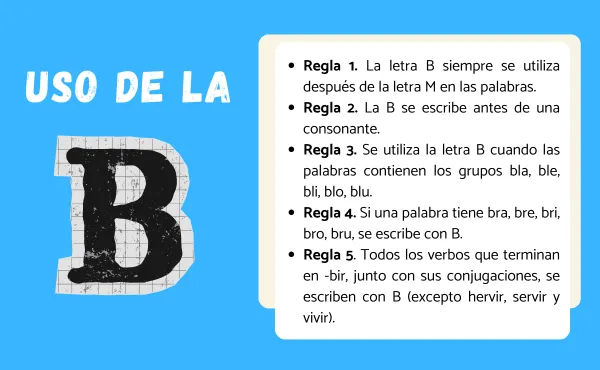 USO DE LA
B
• Regla 1. La letra B siempre se utiliza
después de la letra M en las palabras.
• Regla 2. La B se escribe antes de una
consonante.
• Regla 3. Se utiliza la letra B cuando las
palabras contienen los grupos bla, ble,
bli, blo, blu.
• Regla 4. Si una palabra tiene bra, bre, bri,
bro, bru, se escribe con B.
• Regla 5. Todos los verbos que terminan
en -bir, junto con sus conjugaciones, se
escriben con B (excepto hervir, servir y
vivir).